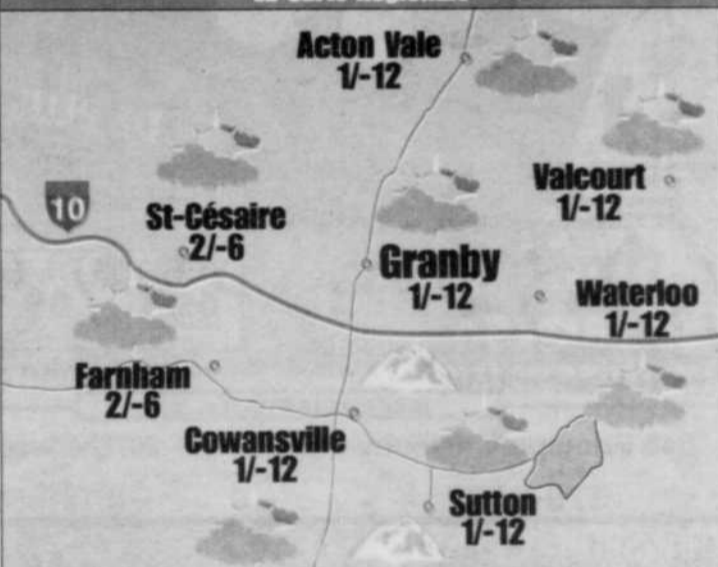 Acton Vale
1/-12
Valcourt
1/-12
10
St-Césaire
2/-6
Granby
1/-12
Waterloo
1/-12
Farnham
2/-6
Cowansville
1/-12
Sutton
1/-12